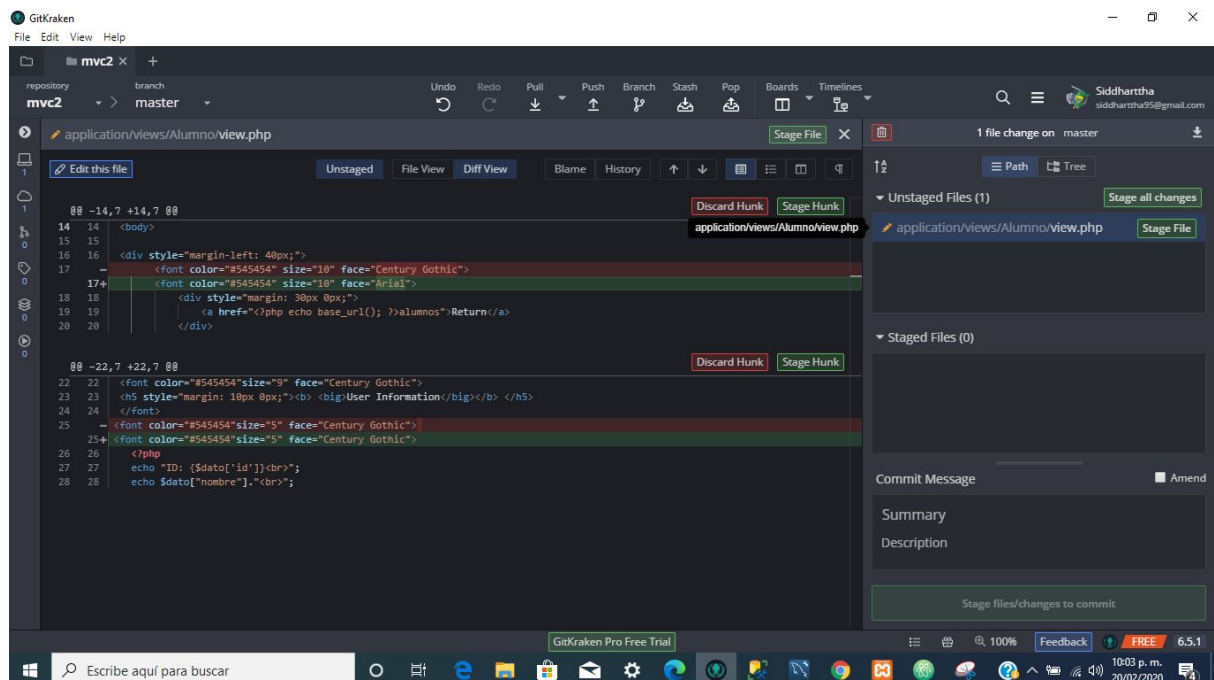 GitKraken
File Edit View Help
mvc2 × +
repository branch
mvc2 > master
Undo Redo Pull Push Branch Stash Pop Boards Timelines
Siddharttha
siddharttha95@gmail.com
application/views/Alumno/view.php Stage File
1 file change on master
Edit this file Unstaged File View Diff View Blame History
Path Tree
Unstaged Files (1) Stage all changes
application/views/Alumno/view.php Stage File
application/views/Alumno/view.php
Staged Files (0)
1
1
0
0
0
0
@@ -14,7 +14,7 @@ Discard Hunk Stage Hunk
14 14 <body>
15 15
16 16 <div style="margin-left: 40px;">
17 - <font color="#545454" size="10" face="Century Gothic">
17+ <font color="#545454" size="10" face="Arial">
18 18 <div style="margin: 30px 0px;">
19 19 <a href="<?php echo base_url(); ?>alumnos">Return</a>
20 20 </div>
@@ -22,7 +22,7 @@ Discard Hunk Stage Hunk
22 22 <font color="#545454"size="9" face="Century Gothic">
23 23 <h5 style="margin: 10px 0px;"><b> <big>User Information</big></b> </h5>
24 24 </font>
25 - <font color="#545454"size="5" face="Century Gothic">
25+ <font color="#545454"size="5" face="Century Gothic">
26 26 <?php
27 27 echo "ID: {$dato['id']}<br>";
28 28 echo $dato["nombre"]."<br>";
Commit Message Amend
Summary
Description
Stage files/changes to commit
GitKraken Pro Free Trial
100% Feedback FREE 6.5.1
Escribe aquí para buscar
10:03 p. m.
20/02/2020
4